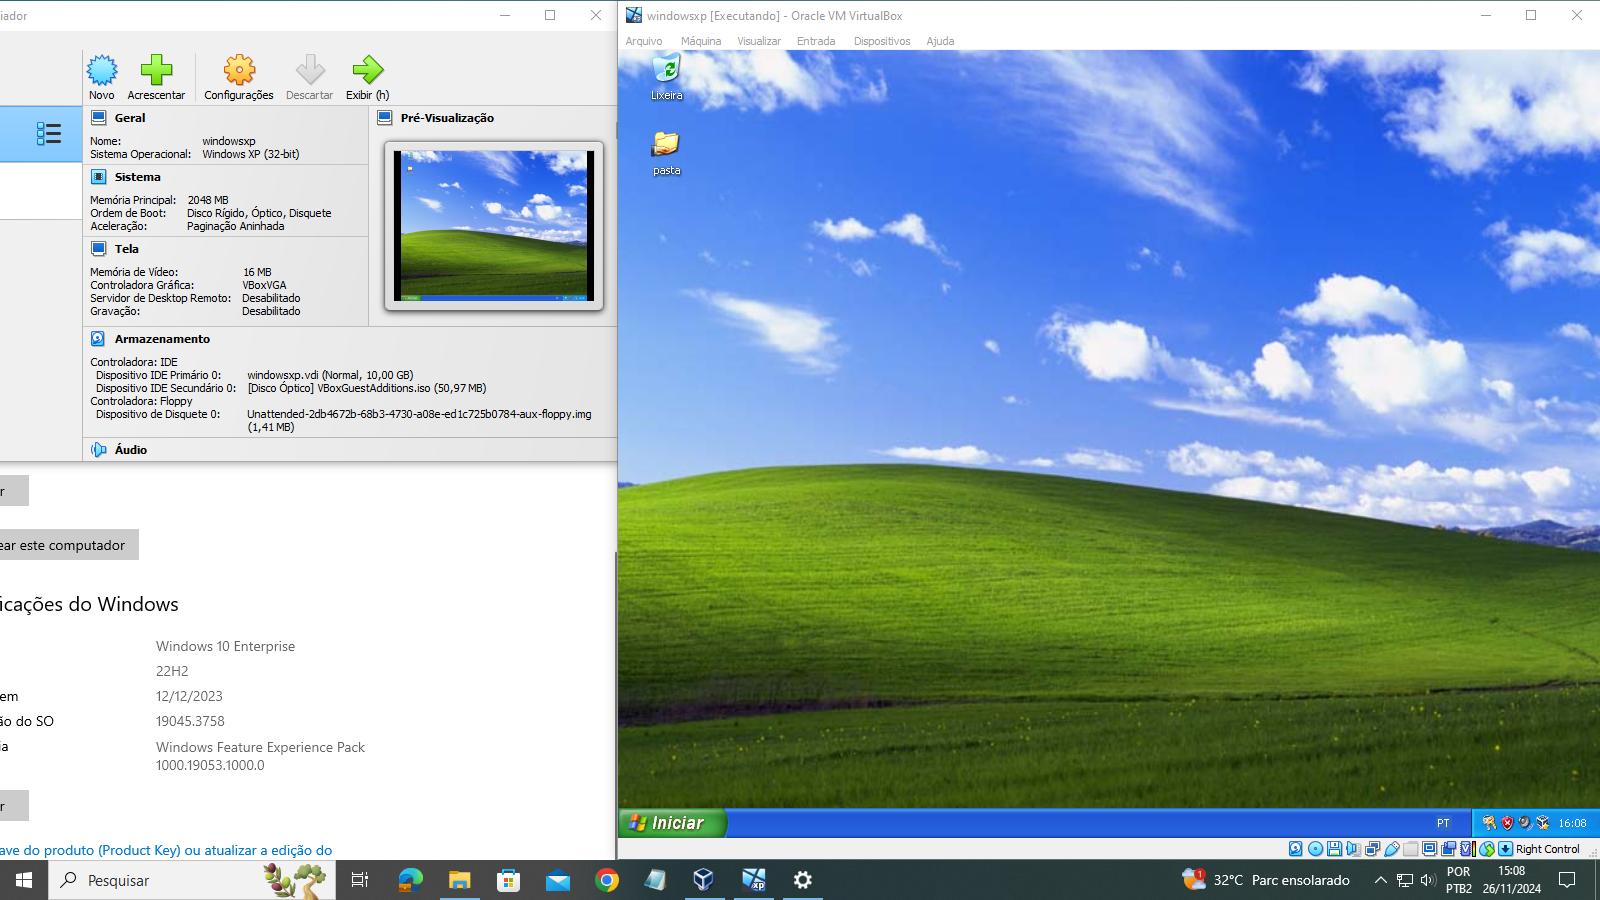 iador
Novo
Acrescentar
Configurações
Descartar
Exibir (h)
Geral
Nome: windowsxp
Sistema Operacional: Windows XP (32-bit)
Sistema
Memória Principal: 2048 MB
Ordem de Boot: Disco Rígido, Óptico, Disquete
Aceleração: Paginação Aninhada
Tela
Memória de Vídeo: 16 MB
Controladora Gráfica: VBoxVGA
Servidor de Desktop Remoto: Desabilitado
Gravação: Desabilitado
Pré-Visualização
Armazenamento
Controladora: IDE
Dispositivo IDE Primário 0: windowsxp.vdi (Normal, 10,00 GB)
Dispositivo IDE Secundário 0: [Disco Óptico] VBoxGuestAdditions.iso (50,97 MB)
Controladora: Floppy
Dispositivo de Disquete 0: Unattended-2db4672b-68b3-4730-a08e-ed1c725b0784-aux-floppy.img
(1,41 MB)
Áudio
r
ear este computador
icações do Windows
Windows 10 Enterprise
22H2
em 12/12/2023
ão do SO 19045.3758
ia Windows Feature Experience Pack
1000.19053.1000.0
r
ave do produto (Product Key) ou atualizar a edição do
windowsxp [Executando] - Oracle VM VirtualBox
Arquivo Máquina Visualizar Entrada Dispositivos Ajuda
Lixeira
pasta
Iniciar
PT
16:08
Right Control
Pesquisar
xp
1
32°C Parc ensolarado
POR
PTB2
15:08
26/11/2024